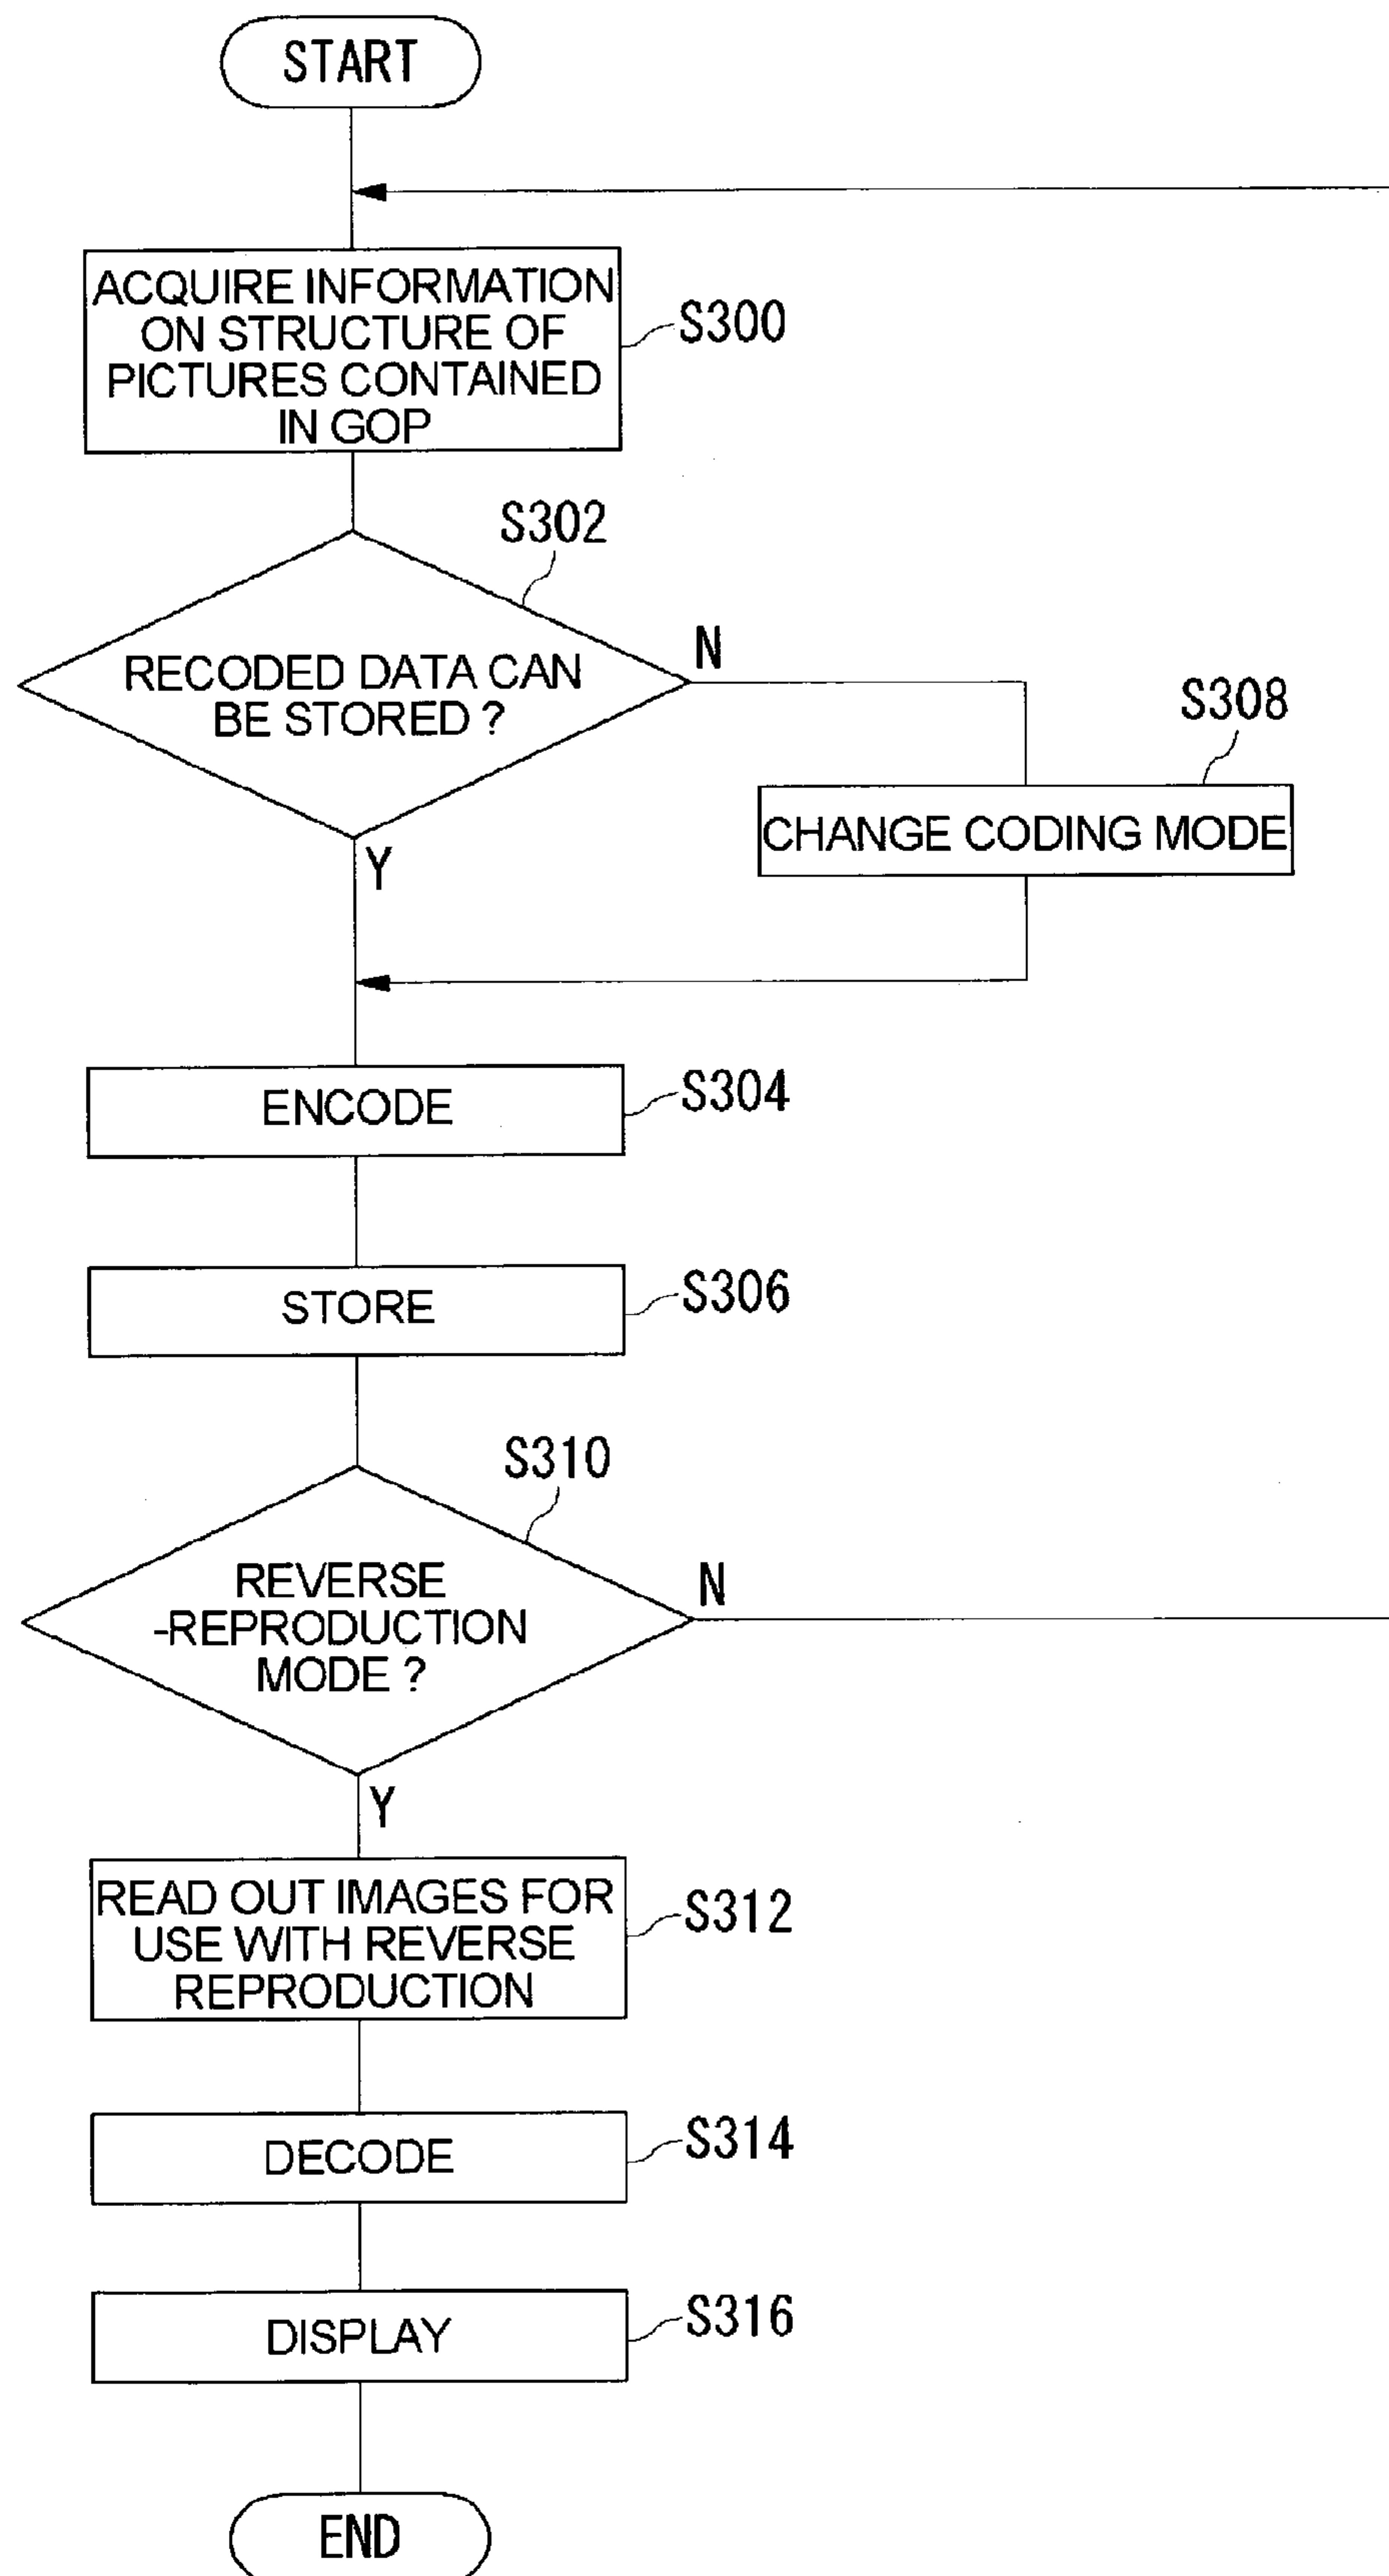 START
ACQUIRE INFORMATION
ON STRUCTURE OF
PICTURES CONTAINED
IN GOP
S300
S302
RECODED DATA CAN
BE STORED ?
N
S308
CHANGE CODING MODE
Y
ENCODE
S304
STORE
S306
S310
REVERSE
-REPRODUCTION
MODE ?
N
Y
READ OUT IMAGES FOR
USE WITH REVERSE
REPRODUCTION
S312
DECODE
S314
DISPLAY
S316
END